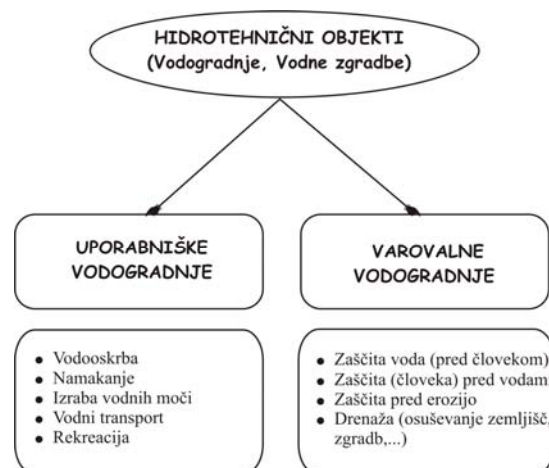 HIDROTEHNIČNI OBJEKTI
(Vodogradnje, Vodne zgradbe)
UPORABNIŠKE
VODOGRADNJE
VAROVALNE
VODOGRADNJE
• Vodooskrba
• Namakanje
• Izraba vodnih moči
• Vodni transport
• Rekreacija
• Zaščita voda (pred človekom)
• Zaščita (človeka) pred vodami
• Zaščita pred erozijo
• Drenaža (osuševanje zemljišč,
zgradb,...)